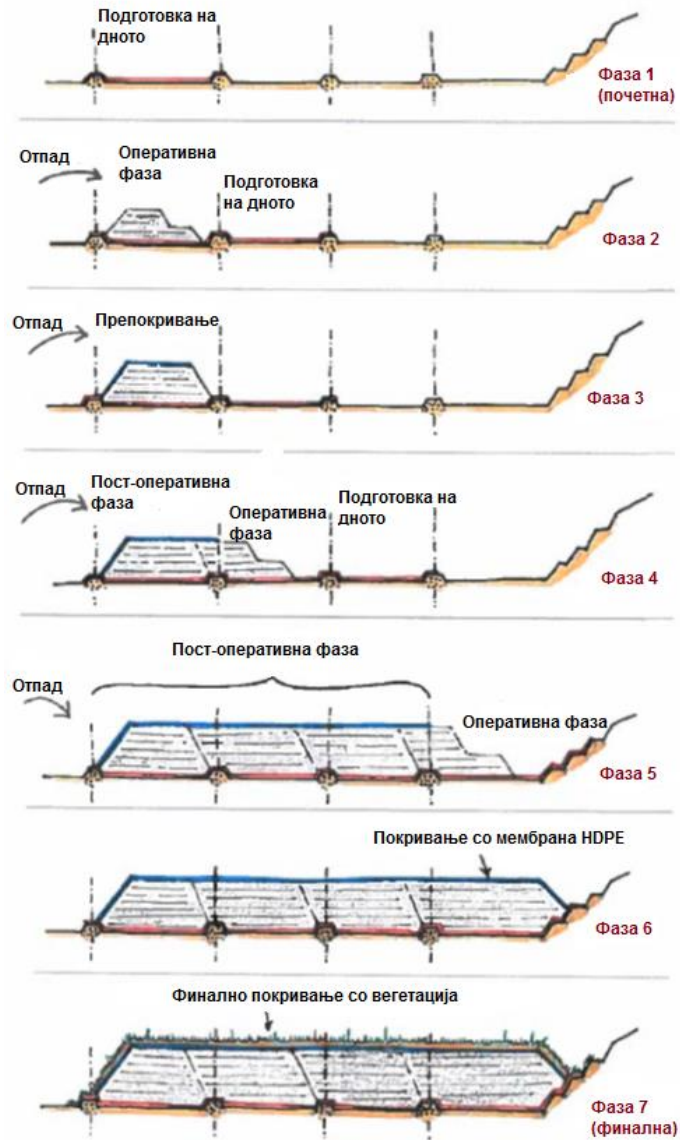 Подготовка на
дното
Фаза 1
(почетна)
Отпад
Оперативна
фаза
Подготовка
на дното
Фаза 2
Отпад
Препокривање
Фаза 3
Отпад
Пост-оперативна
фаза
Оперативна
фаза
Подготовка на
дното
Фаза 4
Пост-оперативна фаза
Отпад
Оперативна фаза
Фаза 5
Покривање со мембрана HDPE
Фаза 6
Финално покривање со вегетација
Фаза 7
(финална)